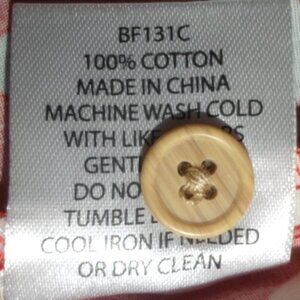 BF131C
100% COTTON
MADE IN CHINA
MACHINE WASH COLD
WITH
DO
TUMBLE
COOL IRON IF NEEDED
OR DRY CLEAN